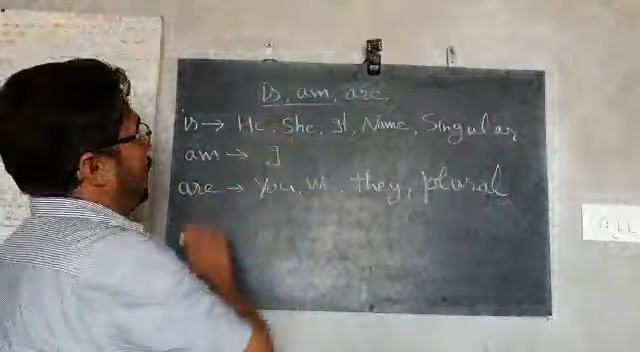 is, am, are.
is → He, She, It, Name, Singular
am → I
are → You, We, they, plural